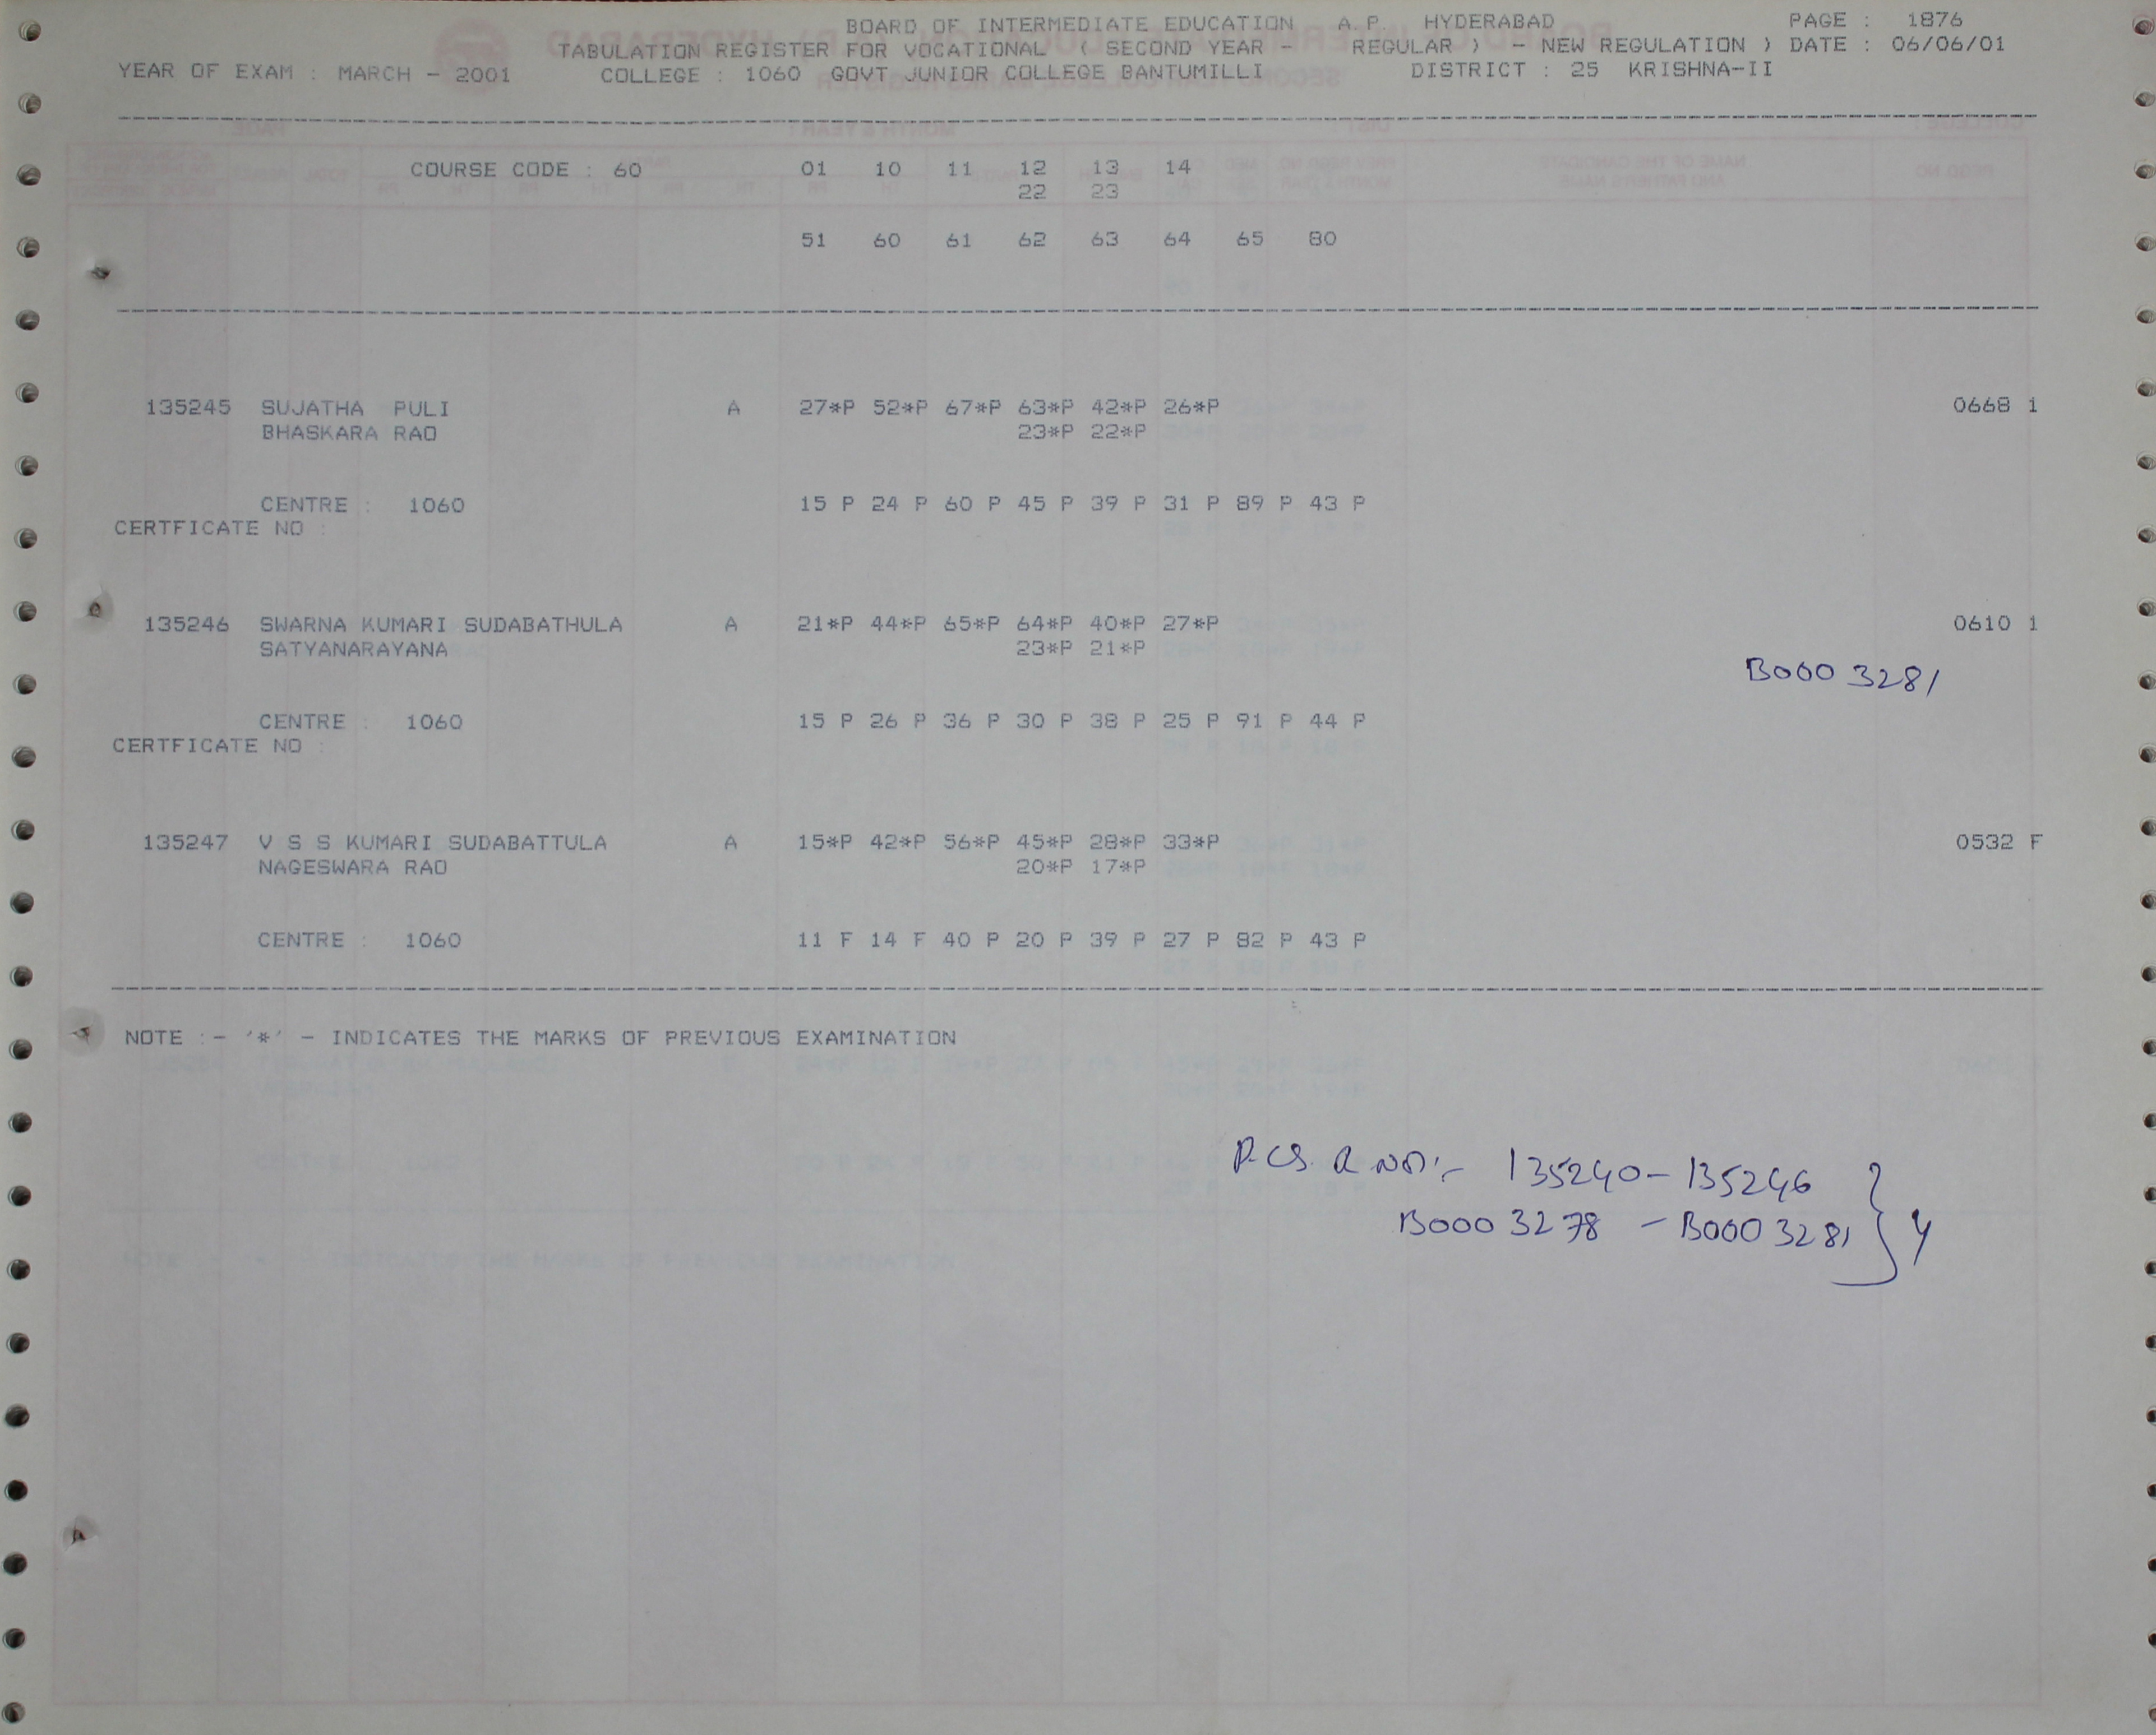 BOARD OF INTERMEDIATE EDUCATION A.P. HYDERABAD PAGE : 1876
TABULATION REGISTER FOR VOCATIONAL ( SECOND YEAR - REGULAR ) - NEW REGULATION ) DATE : 06/06/01
YEAR OF EXAM : MARCH - 2001 COLLEGE : 1060 GOVT JUNIOR COLLEGE BANTUMILLI DISTRICT : 25 KRISHNA-II
COURSE CODE : 60 01 10 11 12 13 14
22 23
51 60 61 62 63 64 65 80
135245 SUJATHA PULI A 27*P 52*P 67*P 63*P 42*P 26*P 0668 1
BHASKARA RAO 23*P 22*P
CENTRE : 1060 15 P 24 P 60 P 45 P 39 P 31 P 89 P 43 P
CERTFICATE NO :
135246 SWARNA KUMARI SUDABATHULA A 21*P 44*P 65*P 64*P 40*P 27*P 0610 1
SATYANARAYANA 23*P 21*P
B000 3281
CENTRE : 1060 15 P 26 P 36 P 30 P 38 P 25 P 91 P 44 P
CERTFICATE NO :
135247 V S S KUMARI SUDABATTULA A 15*P 42*P 56*P 45*P 28*P 33*P 0532 F
NAGESWARA RAO 20*P 17*P
CENTRE : 1060 11 F 14 F 40 P 20 P 39 P 27 P 82 P 43 P
NOTE :- '*' - INDICATES THE MARKS OF PREVIOUS EXAMINATION
135240 - 135246
B000 3278 - B000 3281 } 4